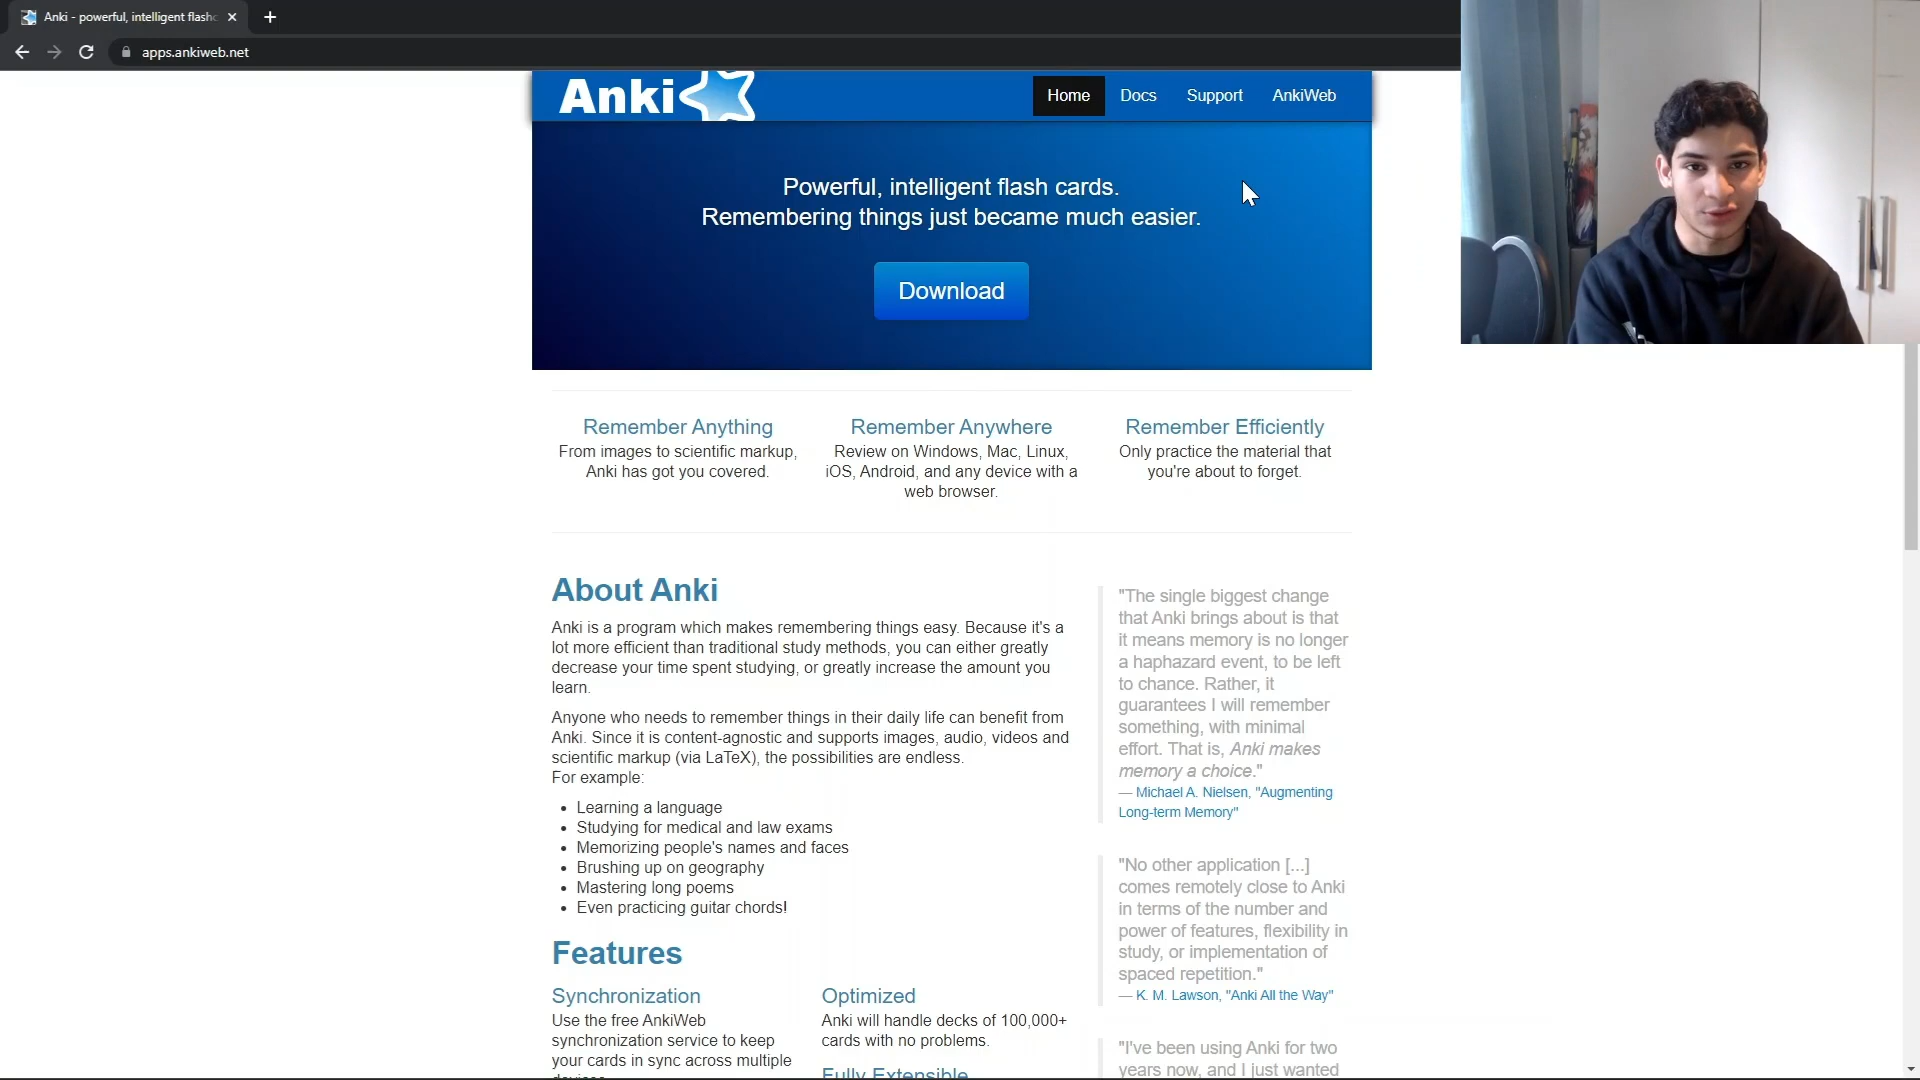 Anki - powerful, intelligent flashc
apps.ankiweb.net
Anki
Home
Docs
Support
AnkiWeb
Powerful, intelligent flash cards.
Remembering things just became much easier.
Download
Remember Anything
From images to scientific markup,
Anki has got you covered.
Remember Anywhere
Review on Windows, Mac, Linux,
iOS, Android, and any device with a
web browser.
Remember Efficiently
Only practice the material that
you're about to forget.
About Anki
Anki is a program which makes remembering things easy. Because it's a
lot more efficient than traditional study methods, you can either greatly
decrease your time spent studying, or greatly increase the amount you
learn.
Anyone who needs to remember things in their daily life can benefit from
Anki. Since it is content-agnostic and supports images, audio, videos and
scientific markup (via LaTeX), the possibilities are endless.
For example:
• Learning a language
• Studying for medical and law exams
• Memorizing people's names and faces
• Brushing up on geography
• Mastering long poems
• Even practicing guitar chords!
Features
Synchronization
Use the free AnkiWeb
synchronization service to keep
your cards in sync across multiple
devices.
Optimized
Anki will handle decks of 100,000+
cards with no problems.
Fully Extensible
"The single biggest change
that Anki brings about is that
it means memory is no longer
a haphazard event, to be left
to chance. Rather, it
guarantees I will remember
something, with minimal
effort. That is, Anki makes
memory a choice."
— Michael A. Nielsen, "Augmenting
Long-term Memory"
"No other application [...]
comes remotely close to Anki
in terms of the number and
power of features, flexibility in
study, or implementation of
spaced repetition."
— K. M. Lawson, "Anki All the Way"
"I've been using Anki for two
years now, and I just wanted